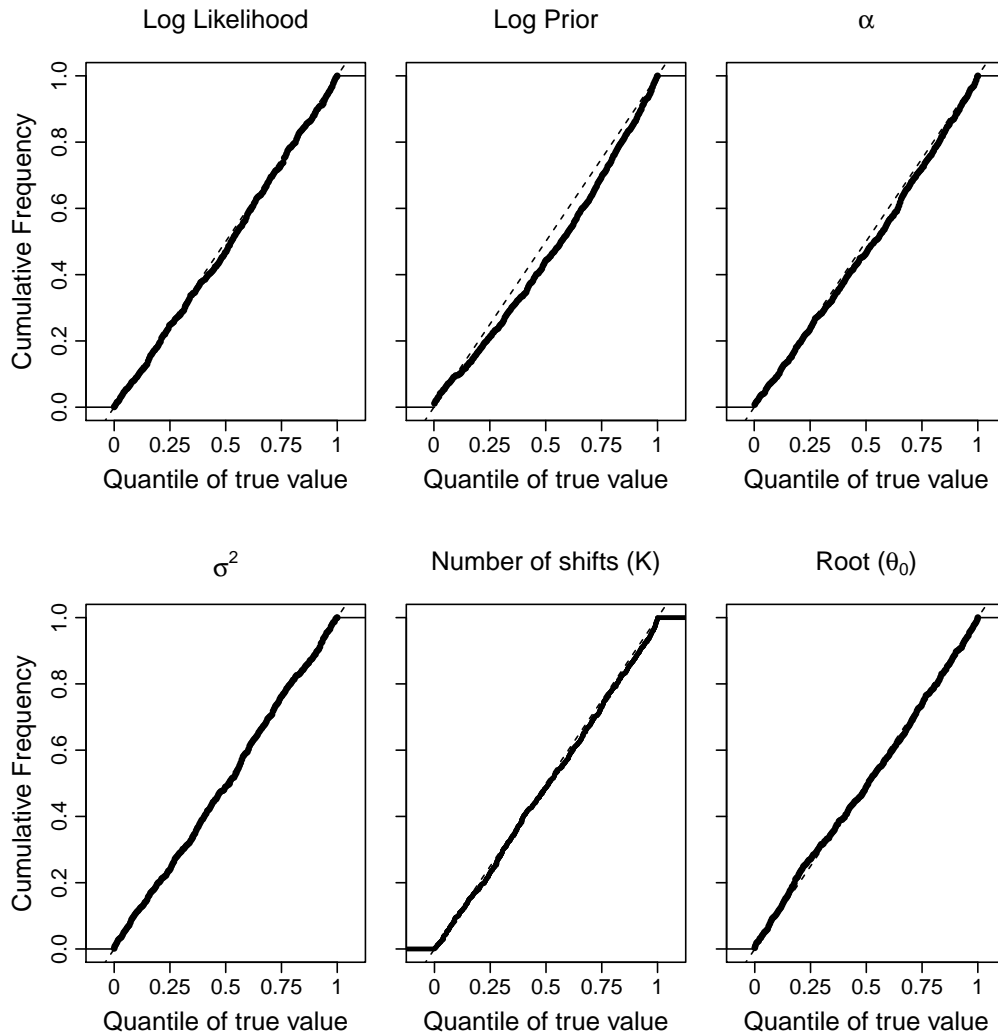 Log Likelihood
Log Prior
α
Cumulative Frequency
1.0
0.8
0.6
0.4
0.2
0.0
0 0.25 0.5 0.75 1
0 0.25 0.5 0.75 1
0 0.25 0.5 0.75 1
Quantile of true value
Quantile of true value
Quantile of true value
σ²
Number of shifts (K)
Root (θ₀)
Cumulative Frequency
1.0
0.8
0.6
0.4
0.2
0.0
0 0.25 0.5 0.75 1
0 0.25 0.5 0.75 1
0 0.25 0.5 0.75 1
Quantile of true value
Quantile of true value
Quantile of true value